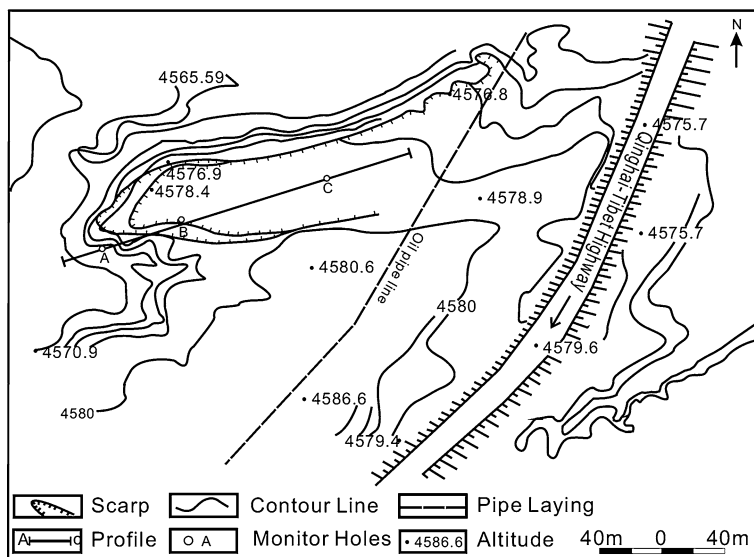 N
4565.59
4576.8
4575.7
4576.9
4578.4
C
4578.9
Qinghai-Tibet Highway
B
4575.7
A
Oli pipe line
4580.6
4580
4579.6
4570.9
4586.6
4580
4579.4
Scarp
Contour Line
Pipe Laying
A
Profile
A
Monitor Holes
4586.6
Altitude
40m
0
40m